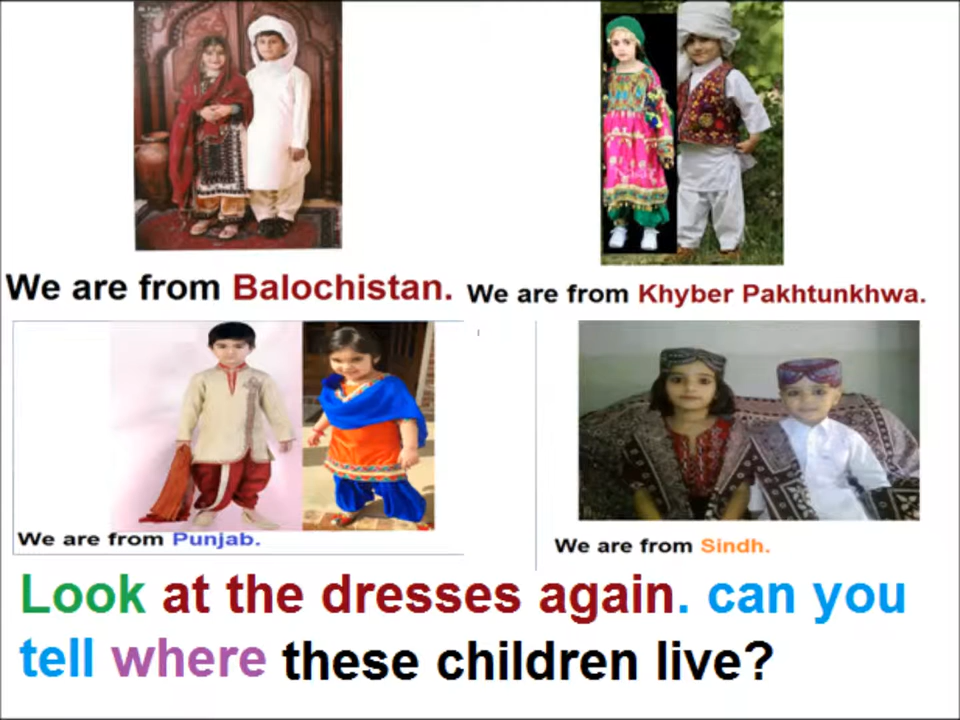 We are from Balochistan.
We are from Khyber Pakhtunkhwa.
We are from Punjab.
We are from Sindh.
Look at the dresses again. can you
tell where these children live?